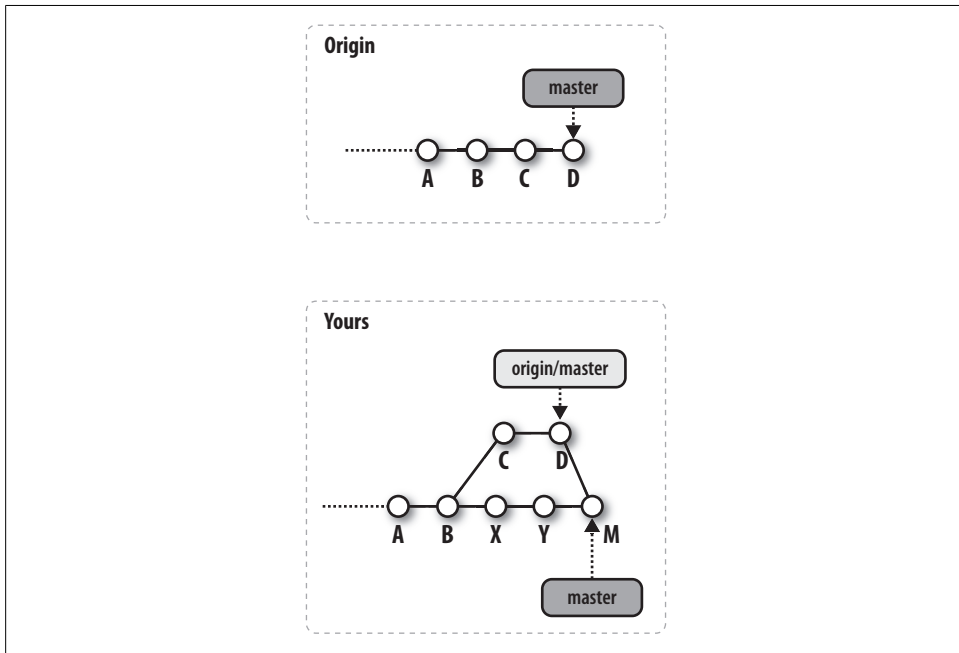 Origin
master
A B C D
Yours
origin/master
C D
A B X Y M
master